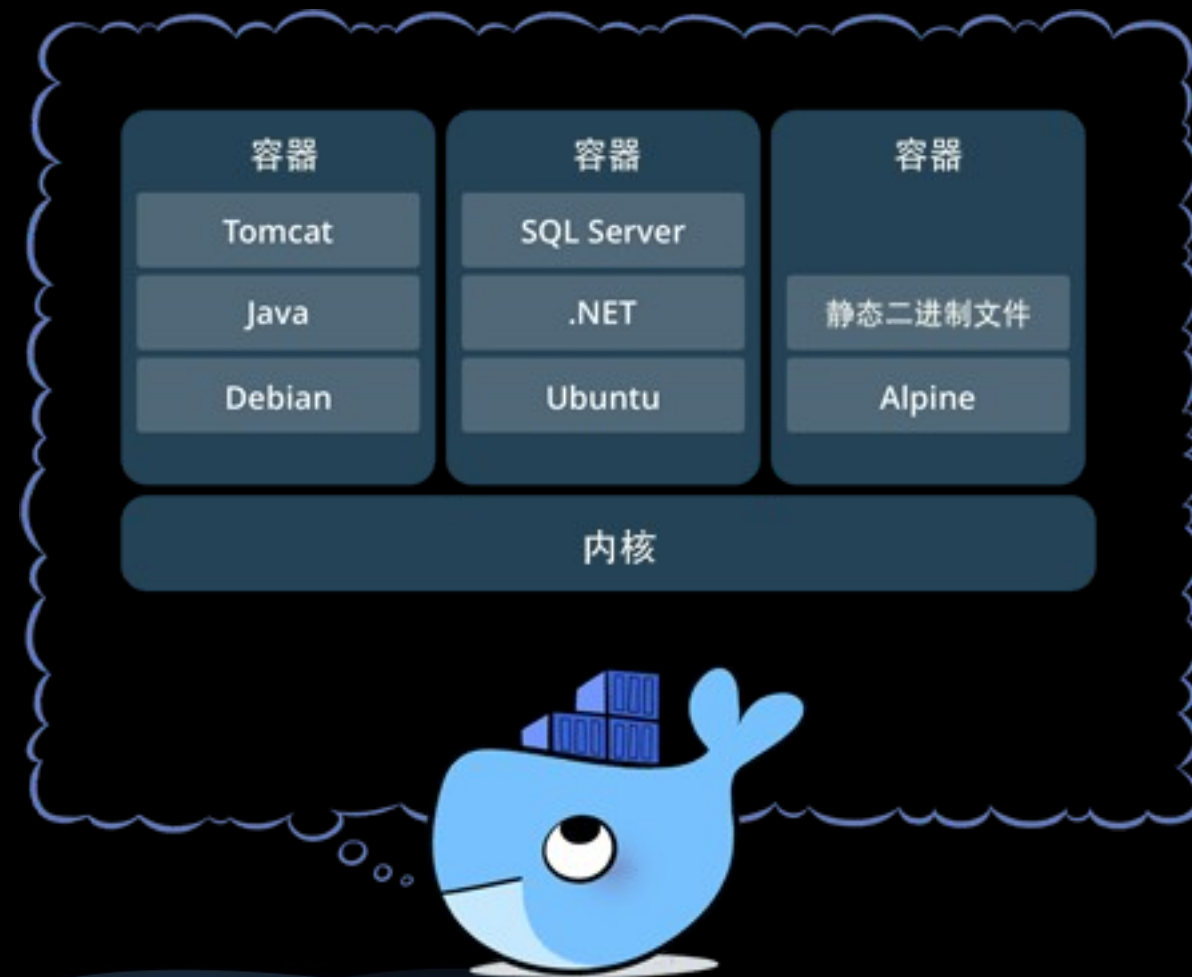 容器
Tomcat
Java
Debian
容器
SQL Server
.NET
Ubuntu
容器
静态二进制文件
Alpine
内核